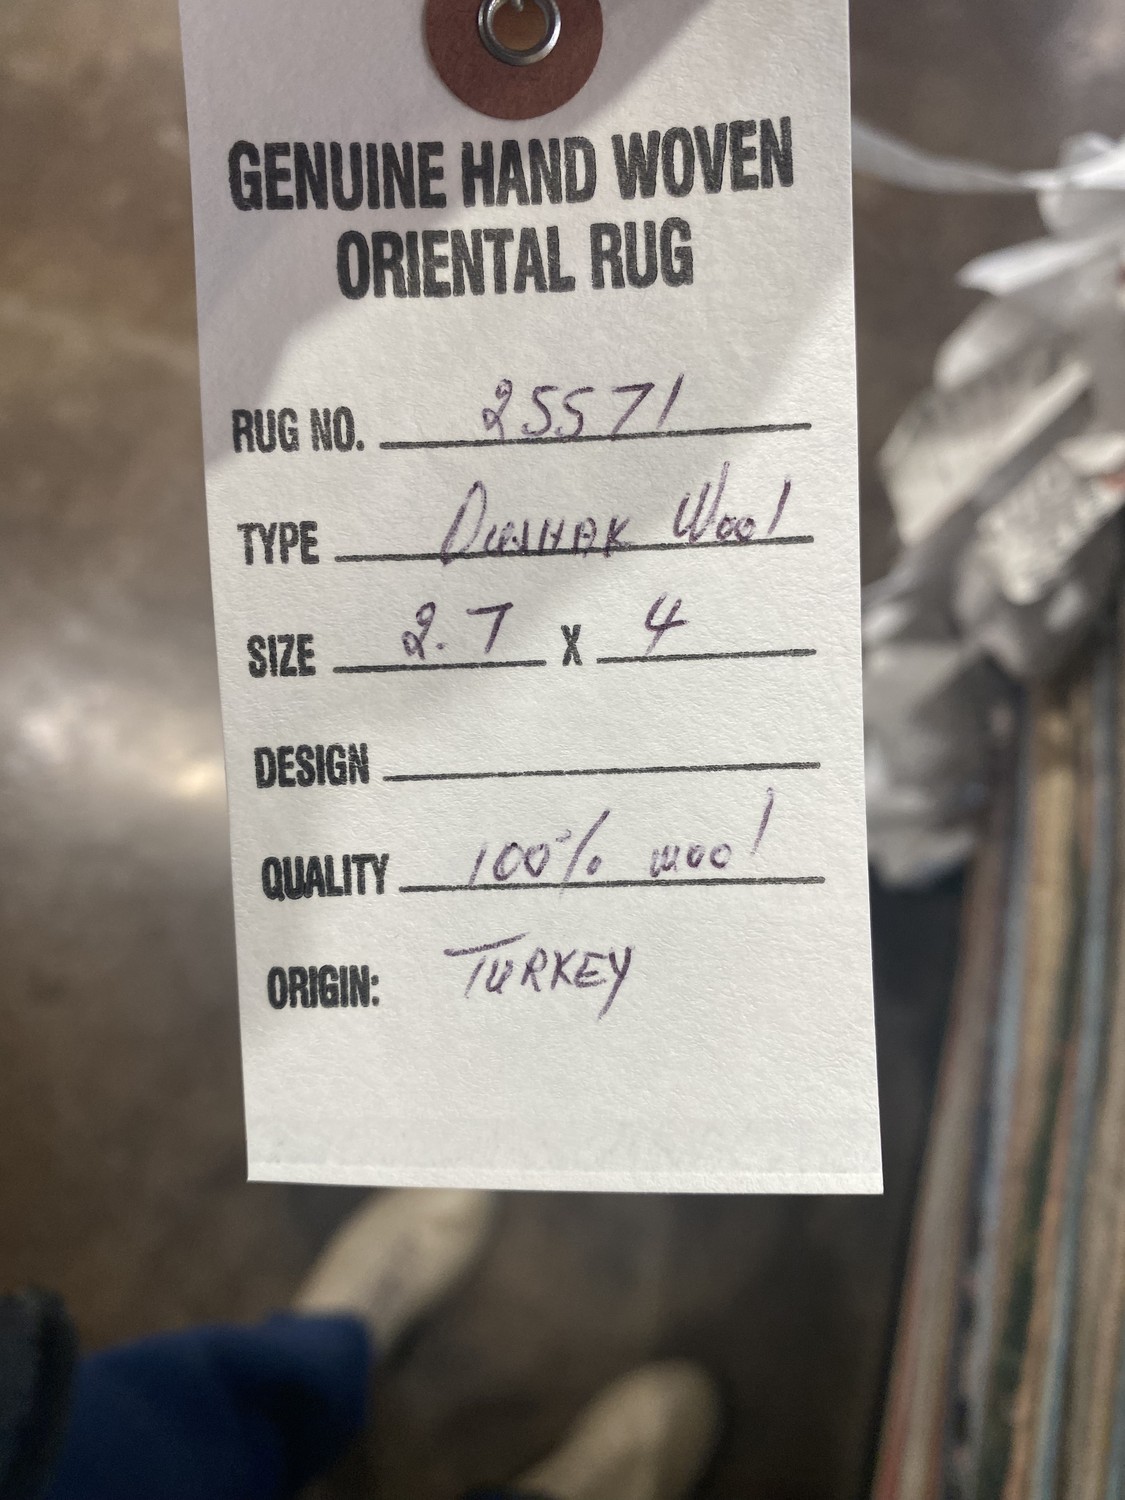 GENUINE HAND WOVEN
ORIENTAL RUG
RUG NO. 25571
TYPE Wool
SIZE 2.7 X 4
DESIGN
QUALITY 100% wool
ORIGIN: TURKEY